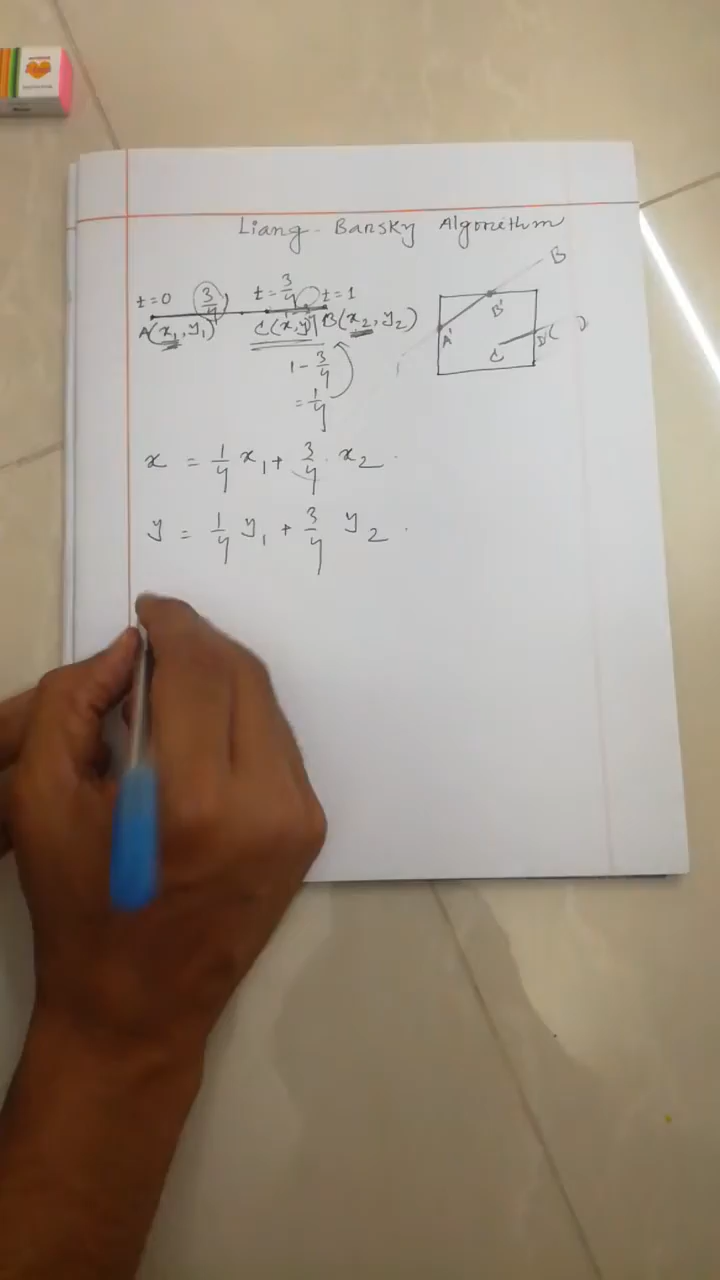 Liang - Barsky Algorithm
t=0 3/4 t=3/4 t=1
A(x₁, y₁) C(x, y) B(x₂, y₂)
1 - 3/4
= 1/4
B
B'
A'
C D'
x = 1/4 x₁ + 3/4 · x₂
y = 1/4 y₁ + 3/4 y₂